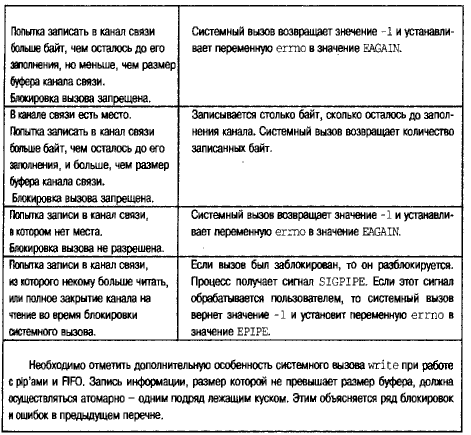 Попытка записать в канал связи
больше байт, чем осталось до его
заполнения, но меньше, чем размер
буфера канала связи.
Блокировка вызова запрещена.
Системный вызов возвращает значение -1 и устанавли-
вает переменную errno в значение EAGAIN.
В канале связи есть место.
Попытка записать в канал связи
больше байт, чем осталось до его
заполнения, и больше, чем размер
буфера канала связи.
Блокировка вызова запрещена.
Записывается столько байт, сколько осталось до запол-
нения канала. Системный вызов возвращает количество
записанных байт.
Попытка записи в канал связи,
в котором нет места.
Блокировка вызова не разрешена.
Системный вызов возвращает значение -1 и устанавли-
вает переменную errno в значение EAGAIN.
Попытка записи в канал связи,
из которого некому больше читать,
или полное закрытие канала на
чтение во время блокировки
системного вызова.
Если вызов был заблокирован, то он разблокируется.
Процесс получает сигнал SIGPIPE. Если этот сигнал
обрабатывается пользователем, то системный вызов
вернет значение -1 и установит переменную errno в
значение EPIPE.
Необходимо отметить дополнительную особенность системного вызова write при работе
с pip'ами и FIFO. Запись информации, размер которой не превышает размер буфера, должна
осуществляться атомарно – одним подряд лежащим куском. Этим объясняется ряд блокировок
и ошибок в предыдущем перечне.